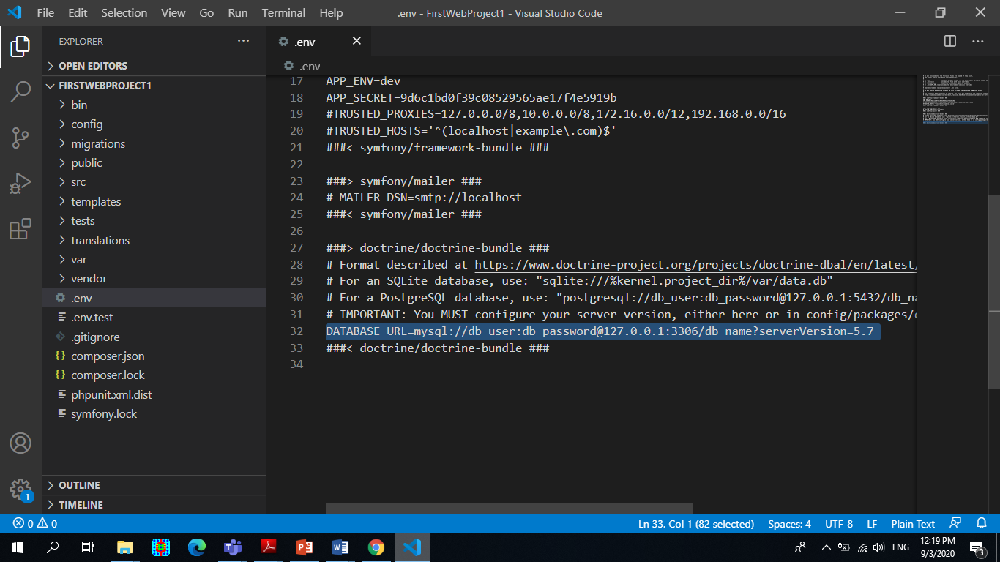 File Edit Selection View Go Run Terminal Help .env - FirstWebProject1 - Visual Studio Code
EXPLORER
OPEN EDITORS
FIRSTWEBPROJECT1
bin
config
migrations
public
src
templates
tests
translations
var
vendor
.env
.env.test
.gitignore
composer.json
composer.lock
phpunit.xml.dist
symfony.lock
OUTLINE
TIMELINE
1
.env
.env
17 APP_ENV=dev
18 APP_SECRET=9d6c1bd0f39c08529565ae17f4e5919b
19 #TRUSTED_PROXIES=127.0.0.0/8,10.0.0.0/8,172.16.0.0/12,192.168.0.0/16
20 #TRUSTED_HOSTS='^(localhost|example\.com)$'
21 ###< symfony/framework-bundle ###
22
23 ###> symfony/mailer ###
24 # MAILER_DSN=smtp://localhost
25 ###< symfony/mailer ###
26
27 ###> doctrine/doctrine-bundle ###
28 # Format described at https://www.doctrine-project.org/projects/doctrine-dbal/en/latest/
29 # For an SQLite database, use: "sqlite:///%kernel.project_dir%/var/data.db"
30 # For a PostgreSQL database, use: "postgresql://db_user:db_password@127.0.0.1:5432/db_na
31 # IMPORTANT: You MUST configure your server version, either here or in config/packages/
32 DATABASE_URL=mysql://db_user:db_password@127.0.0.1:3306/db_name?serverVersion=5.7
33 ###< doctrine/doctrine-bundle ###
34
0 0 Ln 33, Col 1 (82 selected) Spaces: 4 UTF-8 LF Plain Text
ENG 12:19 PM
9/3/2020
3